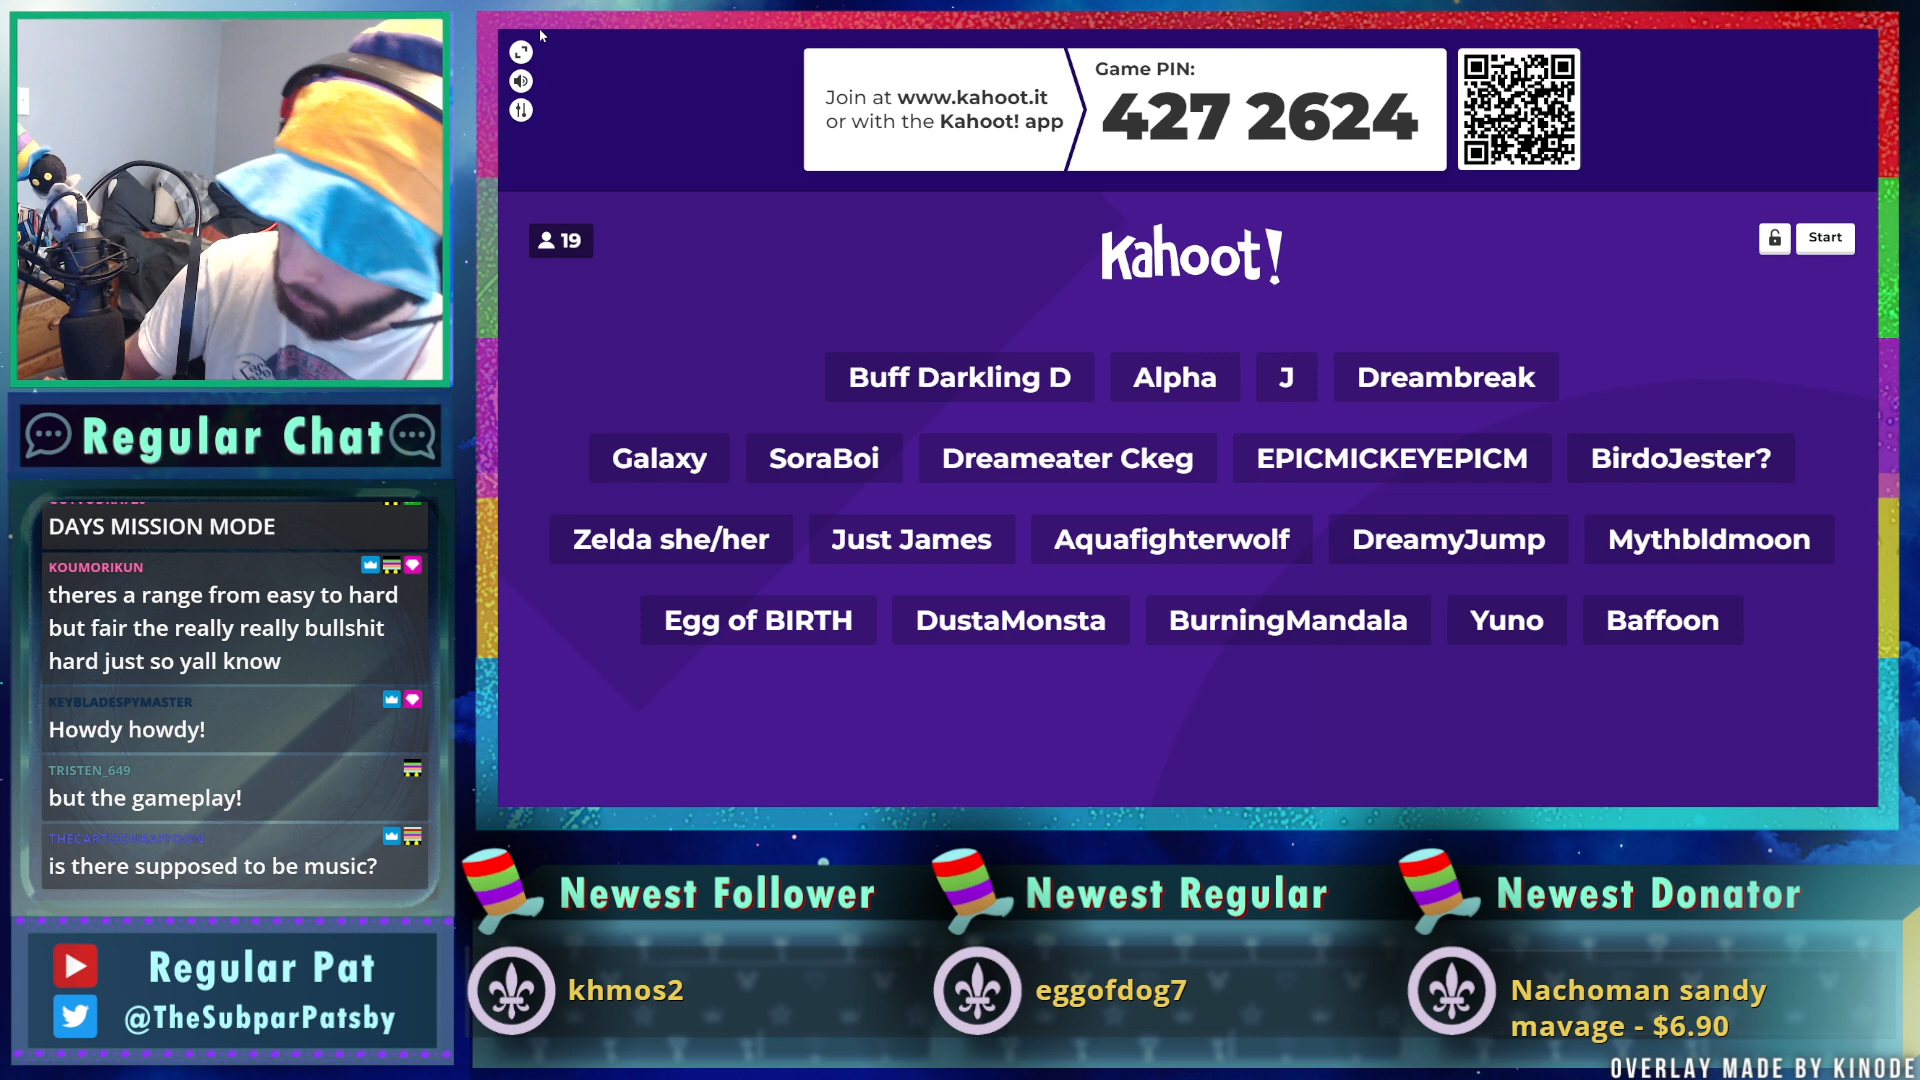 Join at www.kahoot.it
or with the Kahoot! app
Game PIN:
427 2624
19
Kahoot!
Start
Buff Darkling D
Alpha
J
Dreambreak
Galaxy
SoraBoi
Dreameater Ckeg
EPICMICKEYEPICM
BirdoJester?
Zelda she/her
Just James
Aquafighterwolf
DreamyJump
Mythbldmoon
Egg of BIRTH
DustaMonsta
BurningMandala
Yuno
Baffoon
Regular Chat
DAYS MISSION MODE
KOUMORIKUN
theres a range from easy to hard
but fair the really really bullshit
hard just so yall know
KEYBLADESPYMASTER
Howdy howdy!
TRISTEN_649
but the gameplay!
THECARTOONBAFFOON
is there supposed to be music?
Regular Pat
@TheSubparPatsby
Newest Follower
khmos2
Newest Regular
eggofdog7
Newest Donator
Nachoman sandy
mavage - $6.90
OVERLAY MADE BY KINODE